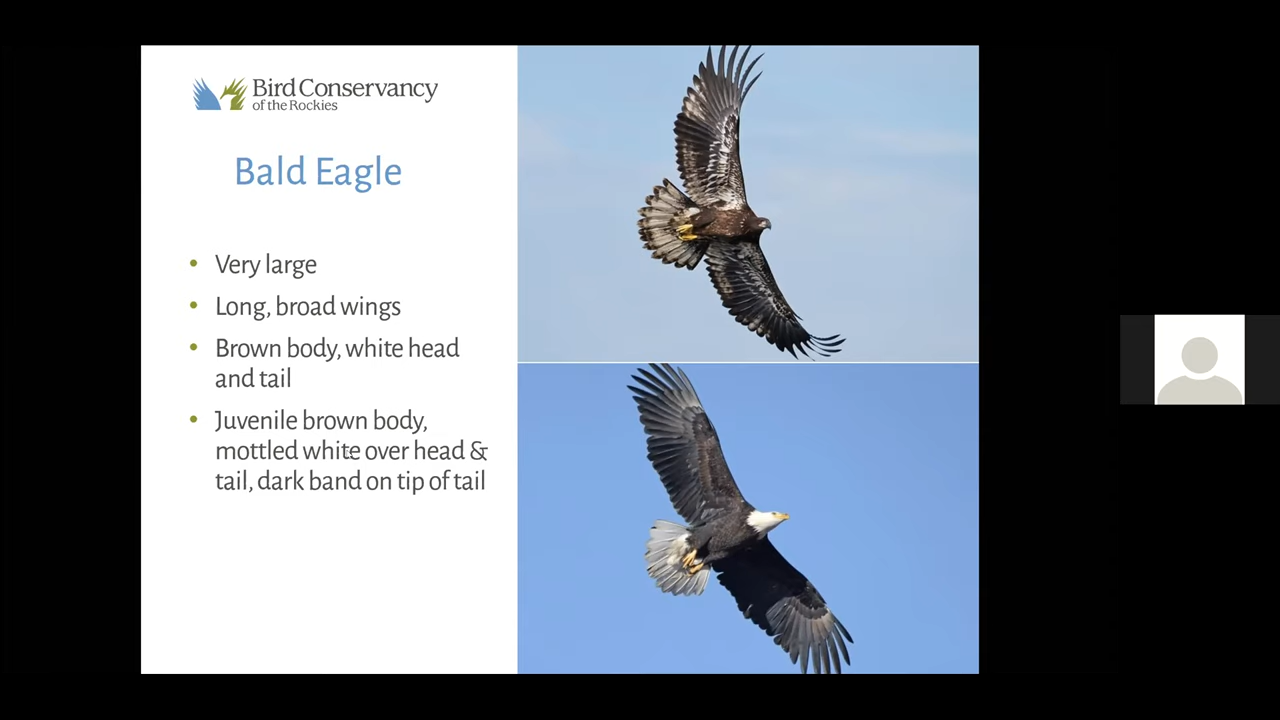 Bird Conservancy
of the Rockies
Bald Eagle
• Very large
• Long, broad wings
• Brown body, white head
and tail
• Juvenile brown body,
mottled white over head &
tail, dark band on tip of tail